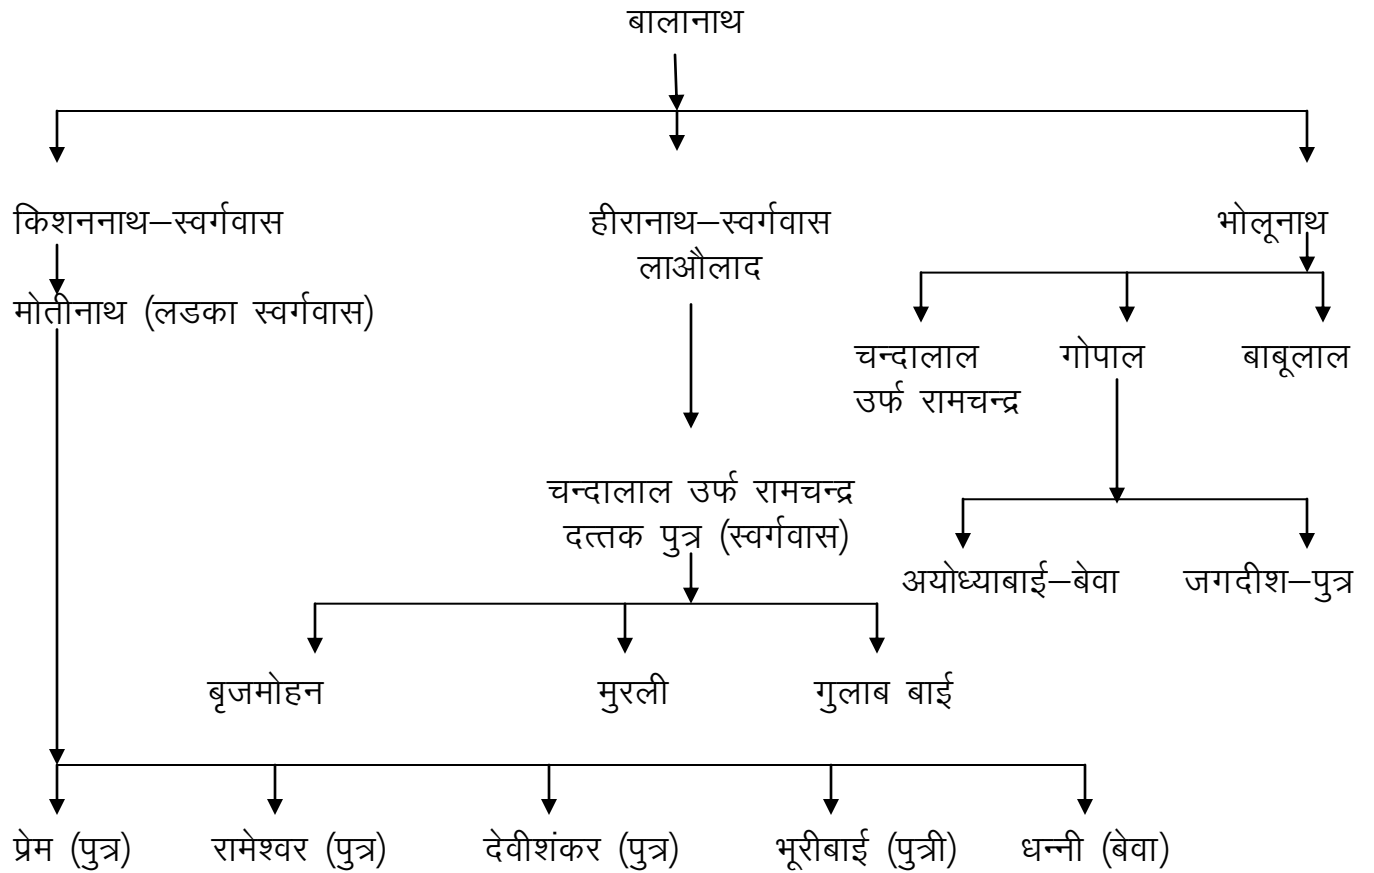 बालानाथ
किशननाथ–स्वर्गवास
हीरानाथ–स्वर्गवास
लाऔलाद
भोलूनाथ
मोतीनाथ (लडका स्वर्गवास)
चन्दालाल
उर्फ रामचन्द्र
गोपाल
बाबूलाल
चन्दालाल उर्फ रामचन्द्र
दत्तक पुत्र (स्वर्गवास)
अयोध्याबाई–बेवा
जगदीश–पुत्र
बृजमोहन
मुरली
गुलाब बाई
प्रेम (पुत्र)
रामेश्वर (पुत्र)
देवीशंकर (पुत्र)
भूरीबाई (पुत्री)
धन्नी (बेवा)